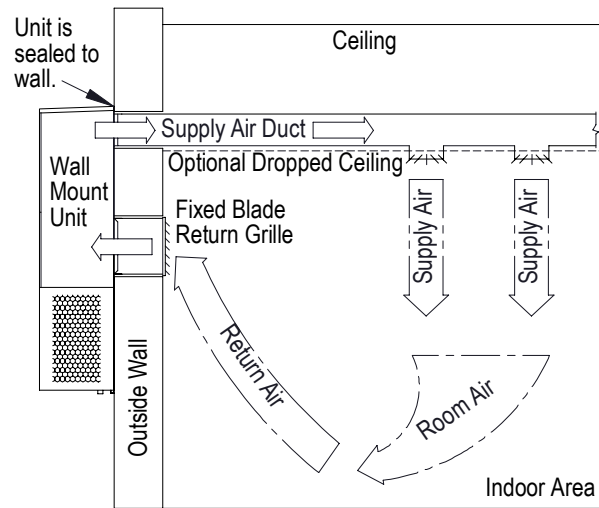 Unit is
sealed to
wall.
Ceiling
Supply Air Duct
Optional Dropped Ceiling
Wall
Mount
Unit
Fixed Blade
Return Grille
Supply Air
Supply Air
Return Air
Room Air
Outside Wall
Indoor Area